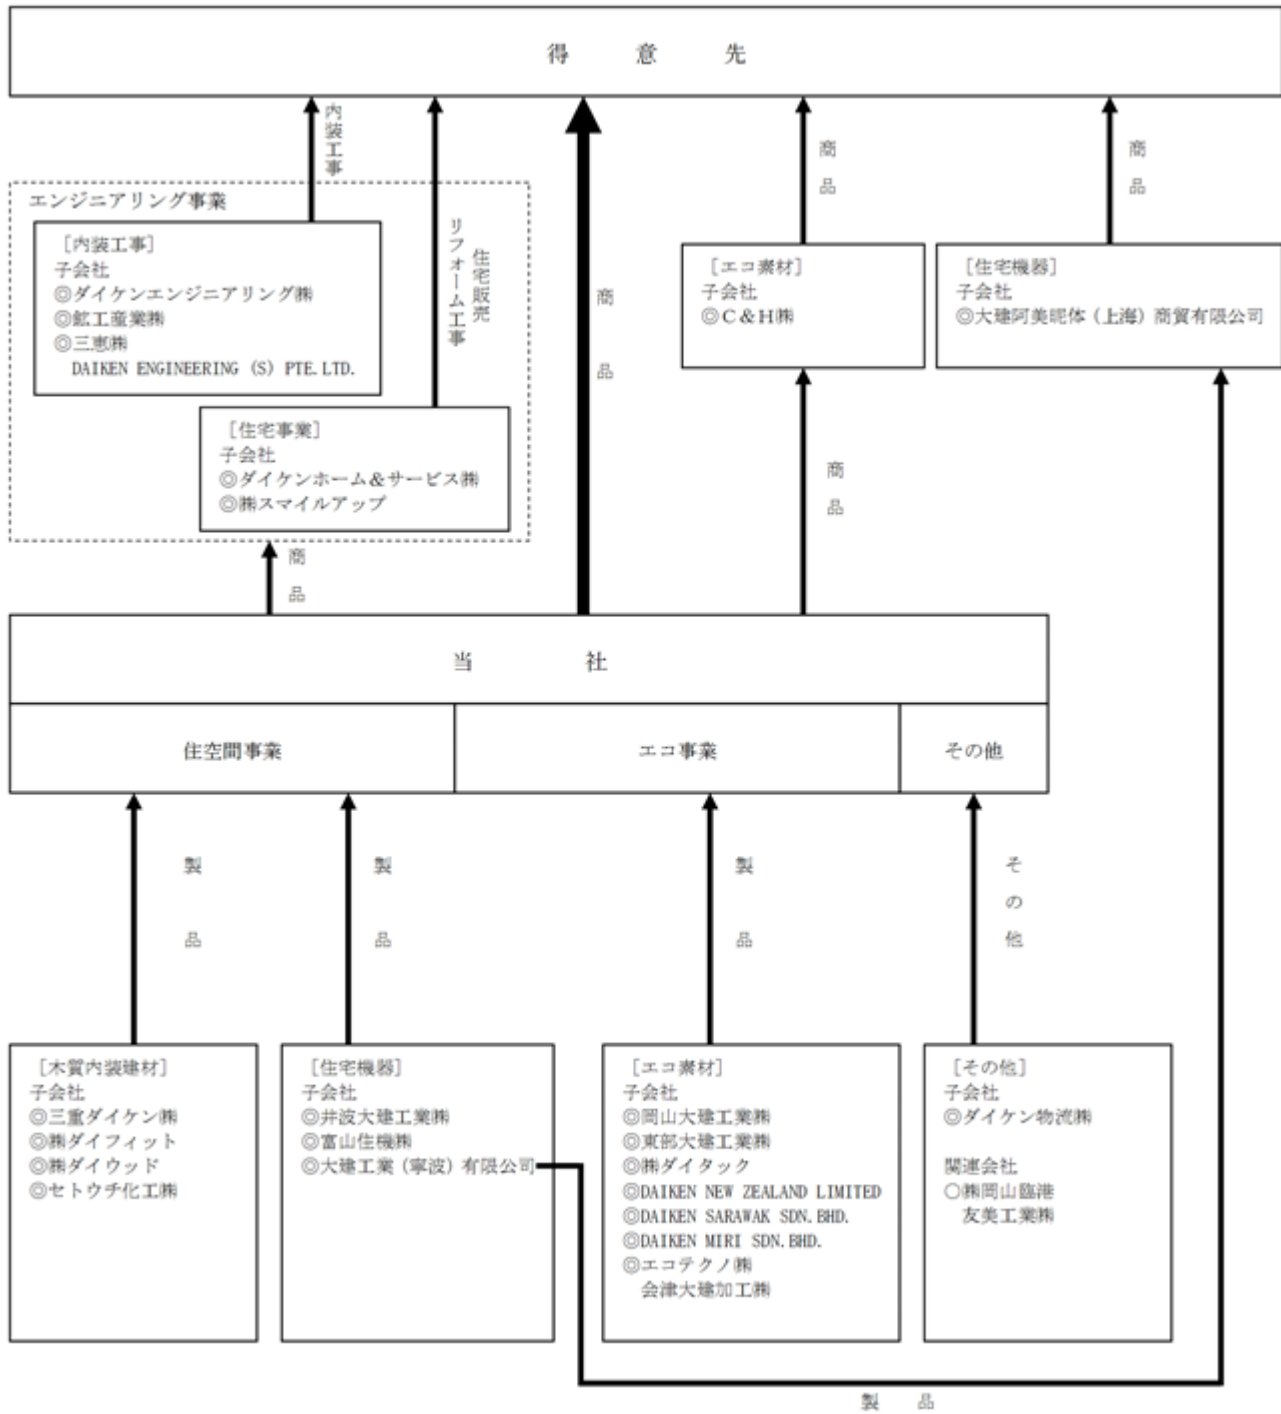 得意先
内装工事
商品
商品
エンジニアリング事業
[内装工事]
子会社
◎ダイケンエンジニアリング㈱
◎鉱工産業㈱
◎三恵㈱
DAIKEN ENGINEERING (S) PTE.LTD.
住宅販売
リフォーム工事
商品
[エコ素材]
子会社
◎C&H㈱
[住宅機器]
子会社
◎大建阿美昵体(上海)商貿有限公司
[住宅事業]
子会社
◎ダイケンホーム&サービス㈱
◎㈱スマイルアップ
商品
商品
当社
住空間事業
エコ事業
その他
製品
製品
製品
その他
[木質内装建材]
子会社
◎三重ダイケン㈱
◎㈱ダイフィット
◎㈱ダイウッド
◎セトウチ化工㈱
[住宅機器]
子会社
◎井波大建工業㈱
◎富山住機㈱
◎大建工業(寧波)有限公司
[エコ素材]
子会社
◎岡山大建工業㈱
◎東部大建工業㈱
◎㈱ダイタック
◎DAIKEN NEW ZEALAND LIMITED
◎DAIKEN SARAWAK SDN.BHD.
◎DAIKEN MIRI SDN.BHD.
◎エコテクノ㈱
会津大建加工㈱
[その他]
子会社
◎ダイケン物流㈱
関連会社
○㈱岡山臨港
友美工業㈱
製品